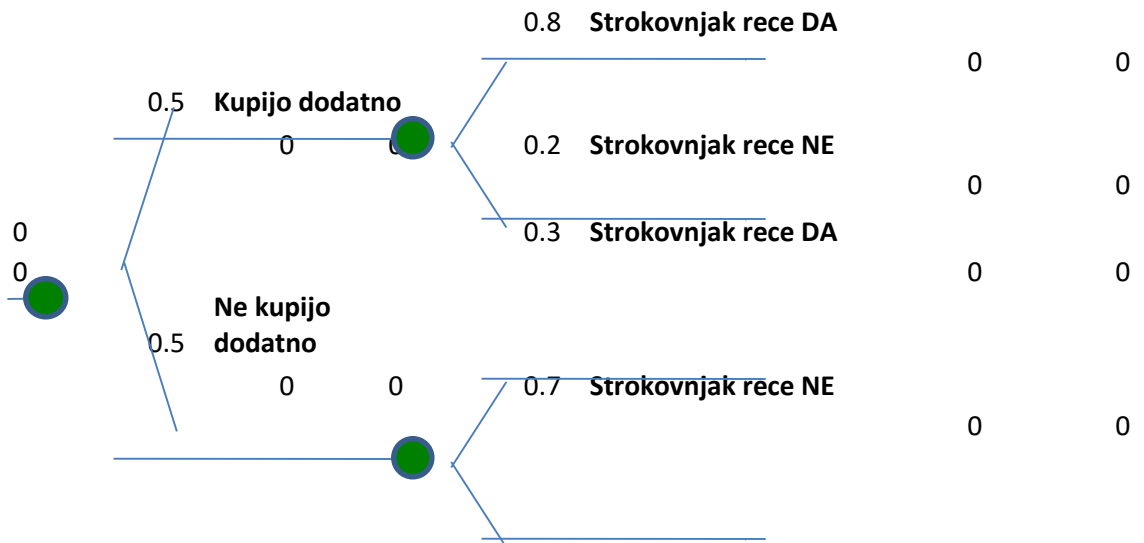 0.8 Strokovnjak rece DA
0 0
0.5 Kupijo dodatno
0 0
0.2 Strokovnjak rece NE
0 0
0
0.3 Strokovnjak rece DA
0
0 0
Ne kupijo
0.5 dodatno
0 0
0.7 Strokovnjak rece NE
0 0